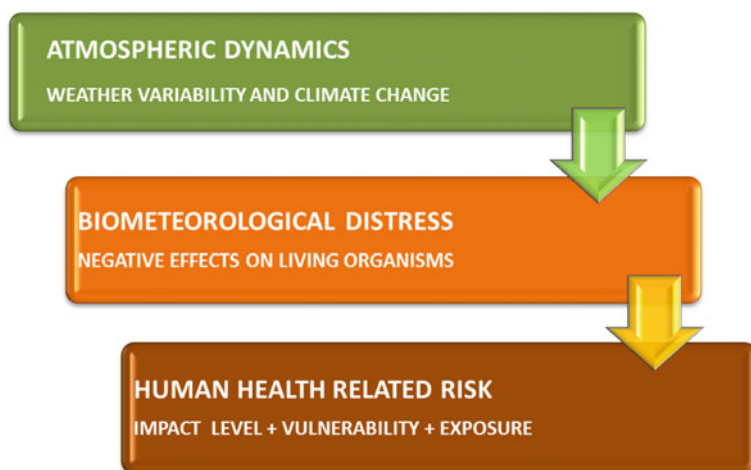 ATMOSPHERIC DYNAMICS
WEATHER VARIABILITY AND CLIMATE CHANGE
BIOMETEOROLOGICAL DISTRESS
NEGATIVE EFFECTS ON LIVING ORGANISMS
HUMAN HEALTH RELATED RISK
IMPACT LEVEL + VULNERABILITY + EXPOSURE